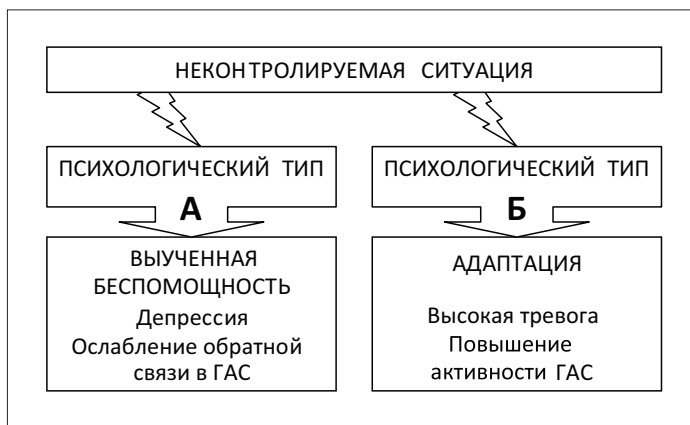 НЕКОНТРОЛИРУЕМАЯ СИТУАЦИЯ
ПСИХОЛОГИЧЕСКИЙ ТИП
А
ВЫУЧЕННАЯ
БЕСПОМОЩНОСТЬ
Депрессия
Ослабление обратной
связи в ГАС
ПСИХОЛОГИЧЕСКИЙ ТИП
Б
АДАПТАЦИЯ
Высокая тревога
Повышение
активности ГАС